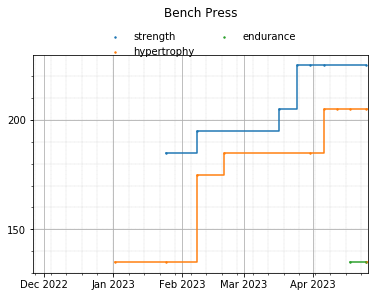 Bench Press
strength
hypertrophy
endurance
200
150
Dec 2022 Jan 2023 Feb 2023 Mar 2023 Apr 2023